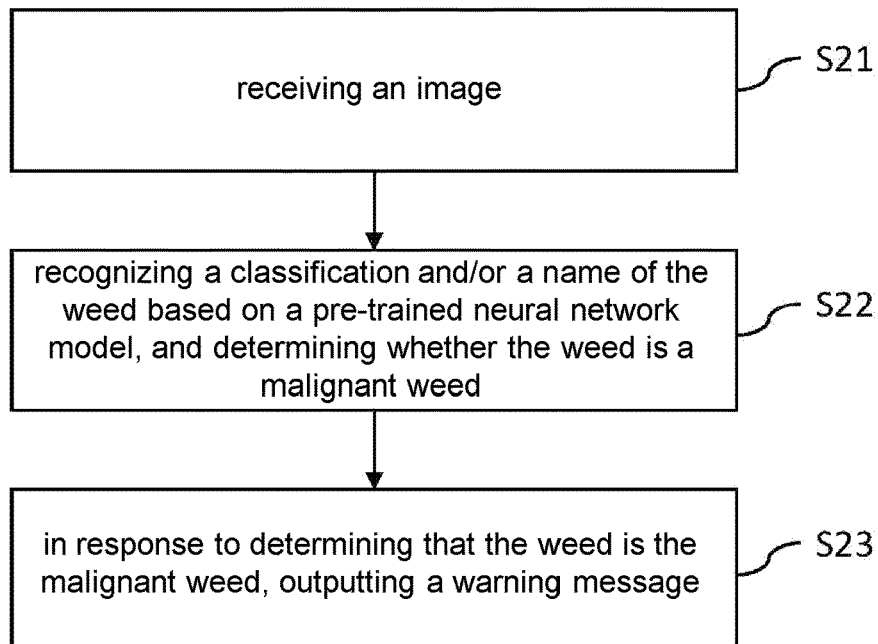 receiving an image
S21
recognizing a classification and/or a name of the
weed based on a pre-trained neural network
model, and determining whether the weed is a
malignant weed
S22
in response to determining that the weed is the
malignant weed, outputting a warning message
S23